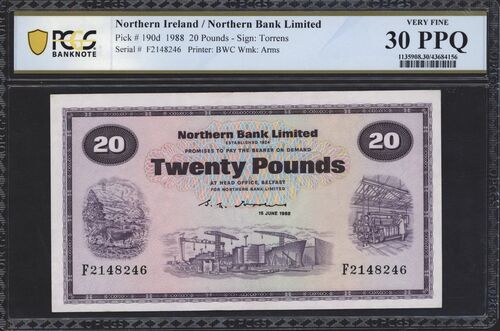 PCGS
BANKNOTE
Northern Ireland / Northern Bank Limited
Pick # 190d 1988 20 Pounds - Sign: Torrens
Serial # F2148246 Printer: BWC Wmk: Arms
VERY FINE
30 PPQ
1135908.30/43684156
20
20
Northern Bank Limited
ESTABLISHED 1824
PROMISES TO PAY THE BEARER ON DEMAND
Twenty Pounds
AT HEAD OFFICE, BELFAST
FOR NORTHERN BANK LIMITED
15 JUNE 1988
F2148246
F2148246